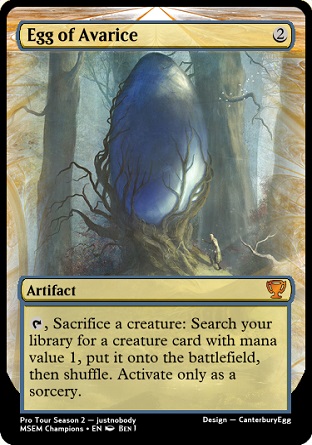 Egg of Avarice 2
Artifact
, Sacrifice a creature: Search your
library for a creature card with mana
value 1, put it onto the battlefield,
then shuffle. Activate only as a
sorcery.
Pro Tour Season 2 — justnobody Design — CanterburyEgg
MSEM Champions • EN Ben 1